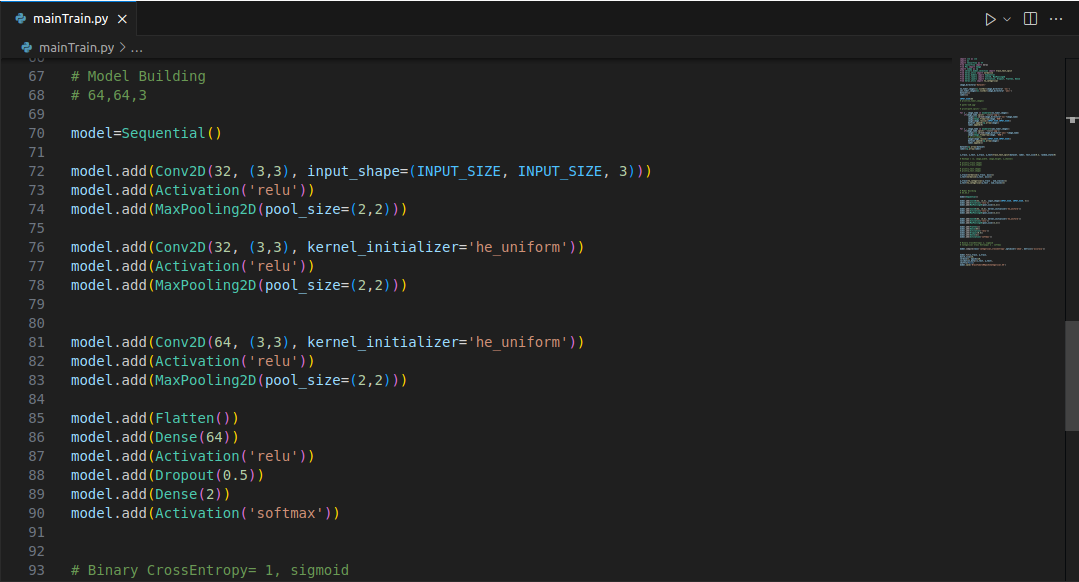 mainTrain.py
mainTrain.py > ...
67 # Model Building
68 # 64,64,3
69
70 model=Sequential()
71
72 model.add(Conv2D(32, (3,3), input_shape=(INPUT_SIZE, INPUT_SIZE, 3)))
73 model.add(Activation('relu'))
74 model.add(MaxPooling2D(pool_size=(2,2)))
75
76 model.add(Conv2D(32, (3,3), kernel_initializer='he_uniform'))
77 model.add(Activation('relu'))
78 model.add(MaxPooling2D(pool_size=(2,2)))
79
80
81 model.add(Conv2D(64, (3,3), kernel_initializer='he_uniform'))
82 model.add(Activation('relu'))
83 model.add(MaxPooling2D(pool_size=(2,2)))
84
85 model.add(Flatten())
86 model.add(Dense(64))
87 model.add(Activation('relu'))
88 model.add(Dropout(0.5))
89 model.add(Dense(2))
90 model.add(Activation('softmax'))
91
92
93 # Binary CrossEntropy= 1, sigmoid